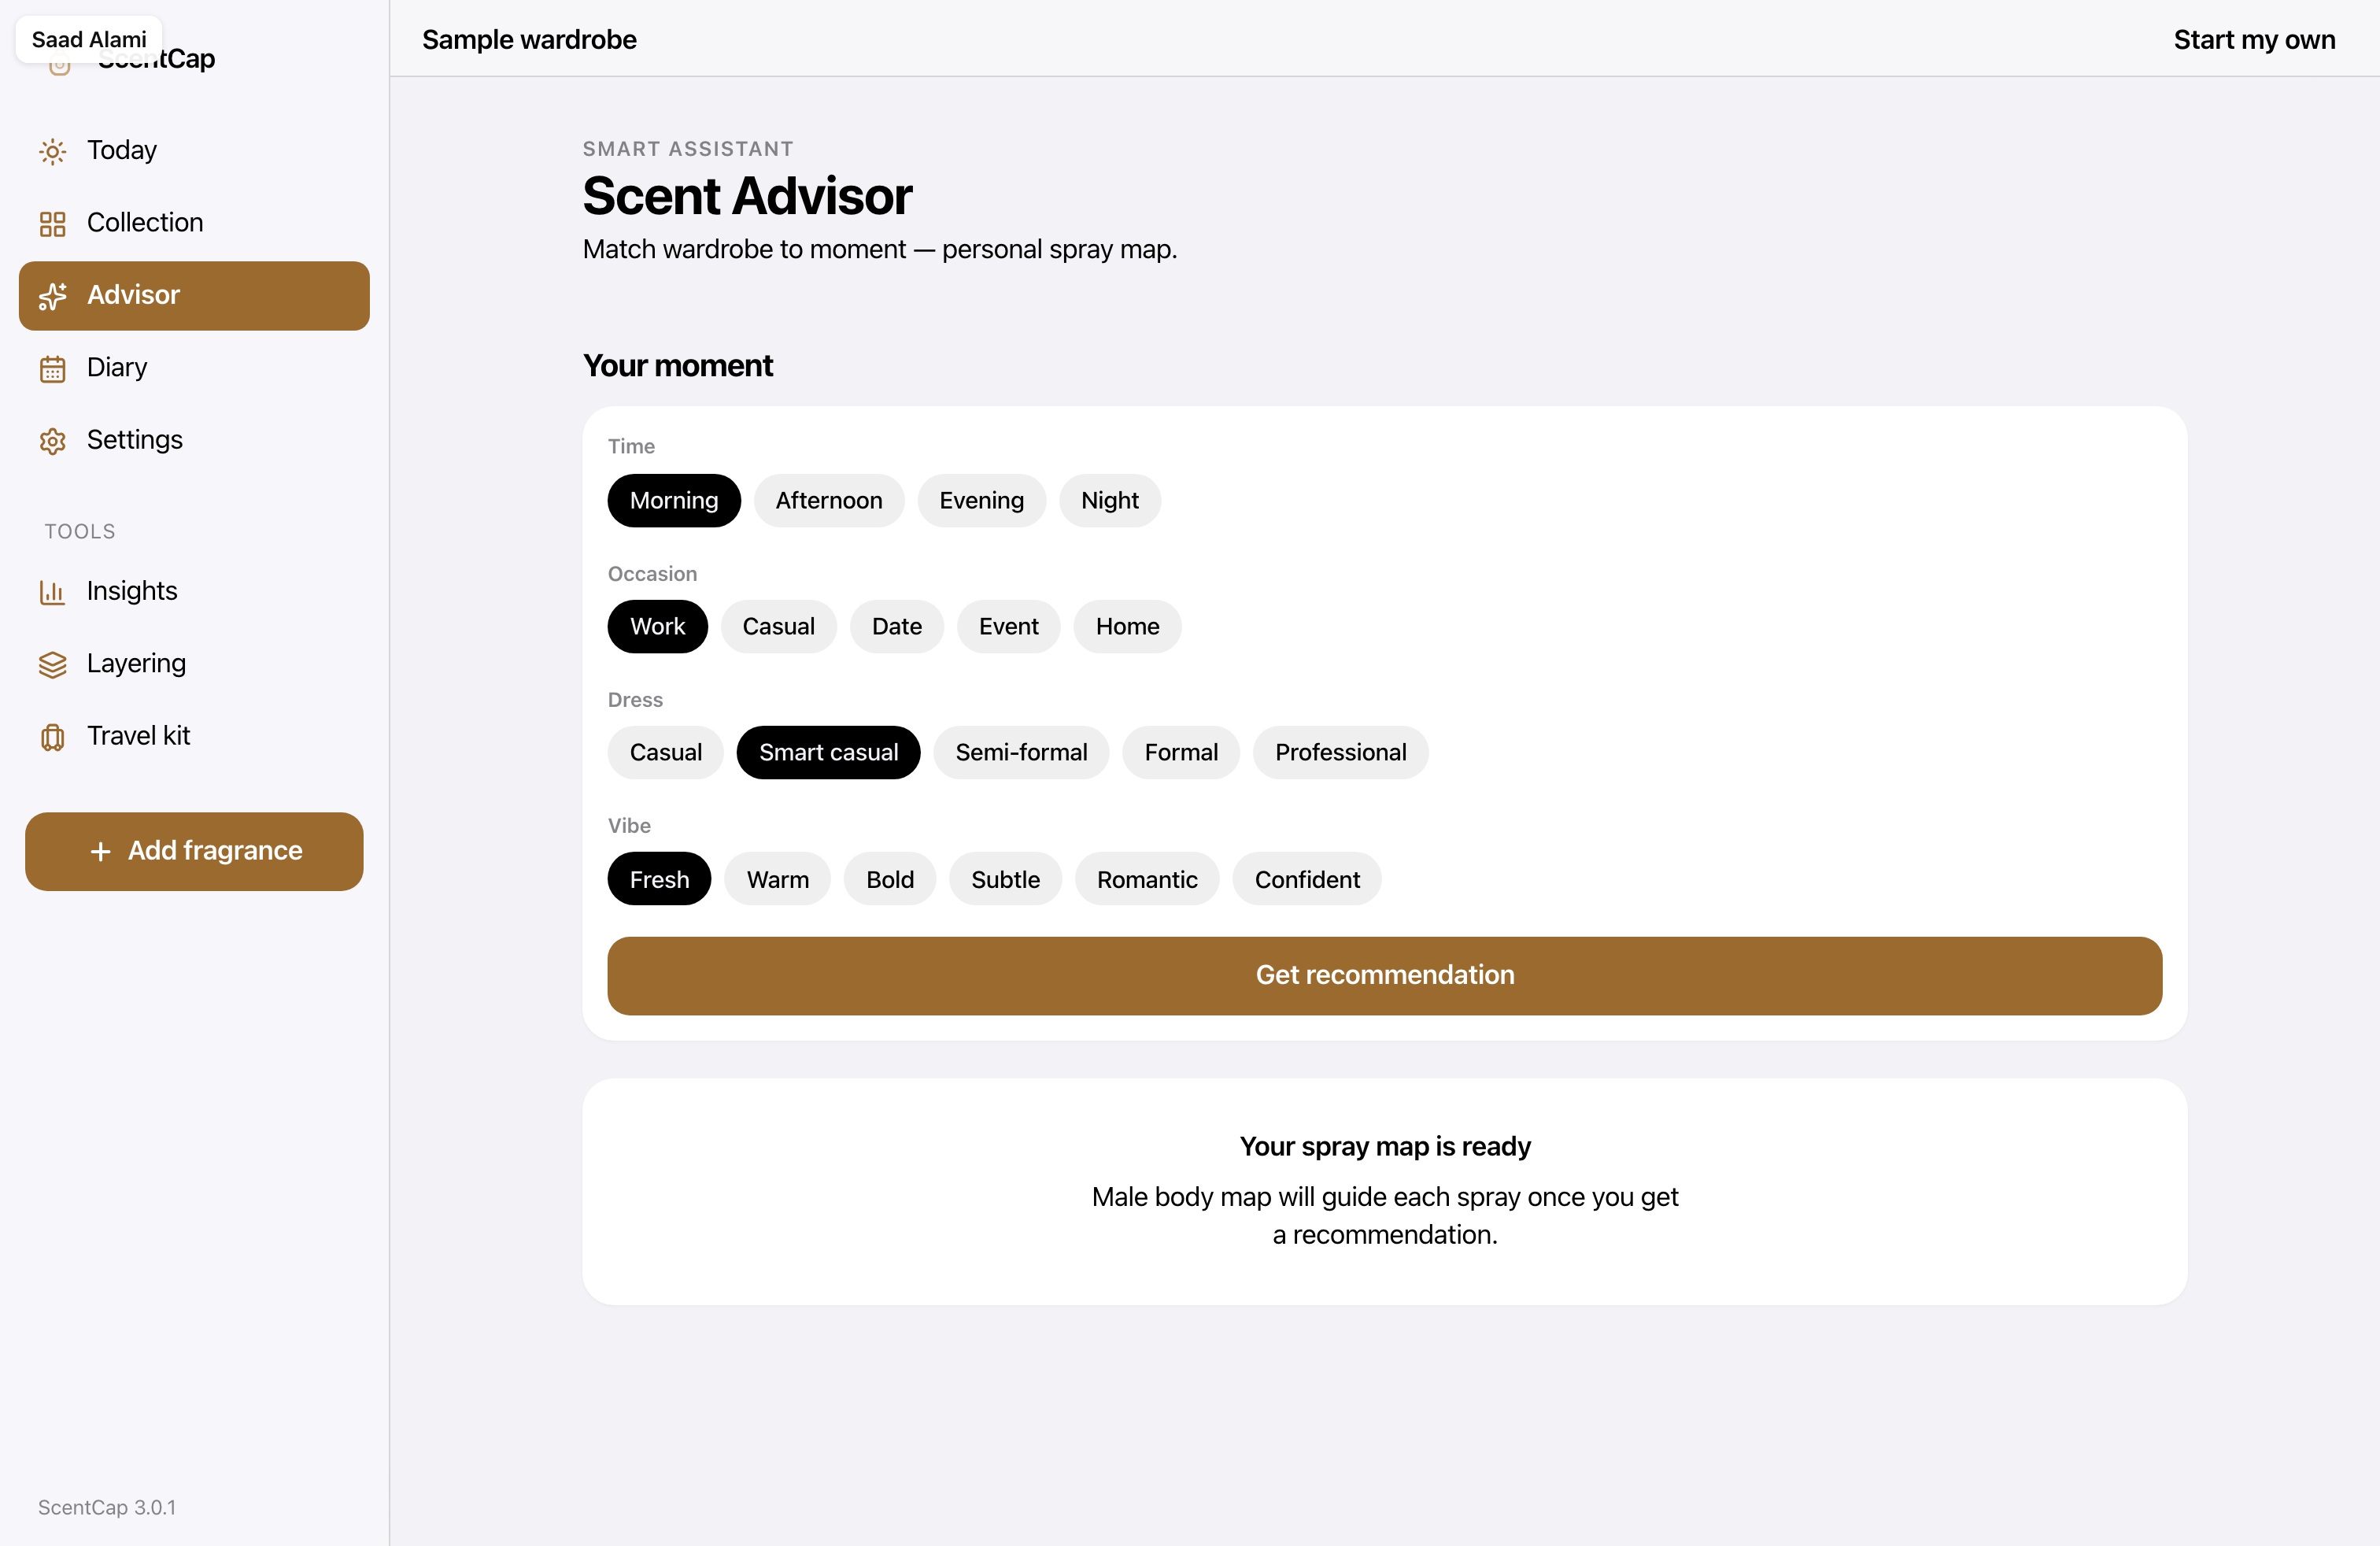 Saad Alami
ScentCap
Today
Collection
Advisor
Diary
Settings
TOOLS
Insights
Layering
Travel kit
+ Add fragrance
ScentCap 3.0.1
Sample wardrobe
Start my own
SMART ASSISTANT
Scent Advisor
Match wardrobe to moment — personal spray map.
Your moment
Time
Morning Afternoon Evening Night
Occasion
Work Casual Date Event Home
Dress
Casual Smart casual Semi-formal Formal Professional
Vibe
Fresh Warm Bold Subtle Romantic Confident
Get recommendation
Your spray map is ready
Male body map will guide each spray once you get
a recommendation.